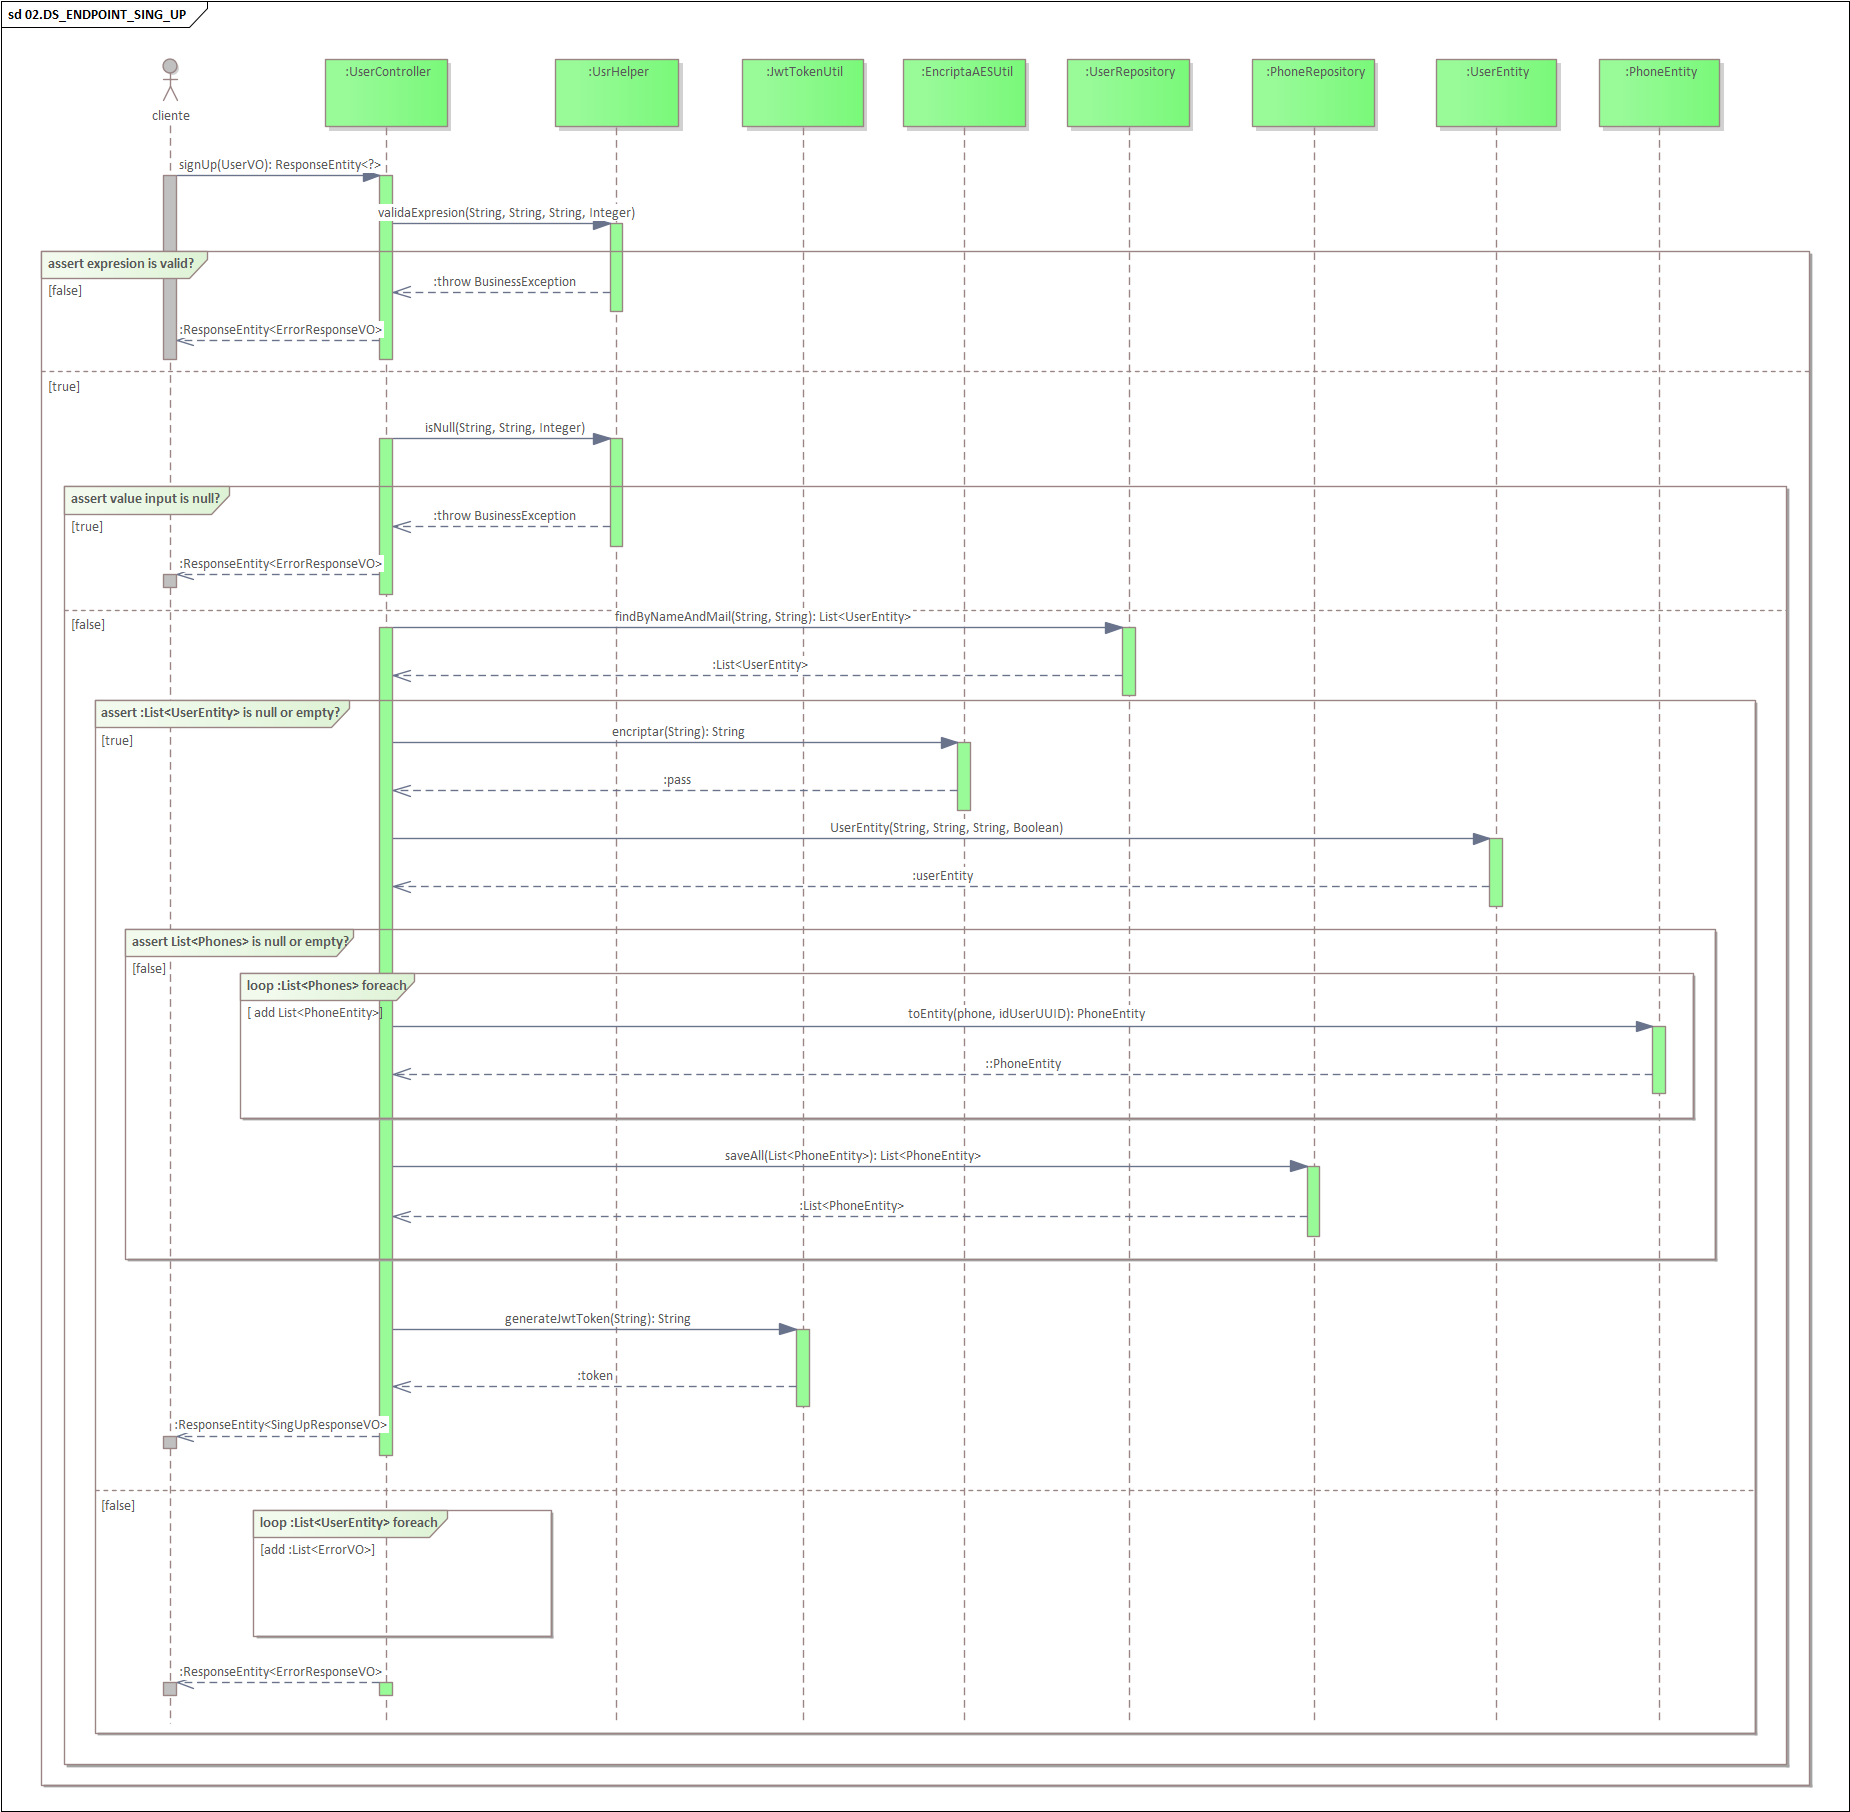 sd 02.DS_ENDPOINT_SING_UP
cliente
:UserController
:UsrHelper
:JwtTokenUtil
:EncriptaAESUtil
:UserRepository
:PhoneRepository
:UserEntity
:PhoneEntity
signUp(UserVO): ResponseEntity<?>
validaExpresion(String, String, String, Integer)
assert expresion is valid?
[false]
:throw BusinessException
:ResponseEntity<ErrorResponseVO>
[true]
isNull(String, String, Integer)
assert value input is null?
[true]
:throw BusinessException
:ResponseEntity<ErrorResponseVO>
[false]
findByNameAndMail(String, String): List<UserEntity>
:List<UserEntity>
assert :List<UserEntity> is null or empty?
[true]
encriptar(String): String
:pass
UserEntity(String, String, String, Boolean)
:userEntity
assert List<Phones> is null or empty?
[false]
loop :List<Phones> foreach
[ add List<PhoneEntity>]
toEntity(phone, idUserUUID): PhoneEntity
::PhoneEntity
saveAll(List<PhoneEntity>): List<PhoneEntity>
:List<PhoneEntity>
generateJwtToken(String): String
:token
:ResponseEntity<SingUpResponseVO>
[false]
loop :List<UserEntity> foreach
[add :List<ErrorVO>]
:ResponseEntity<ErrorResponseVO>